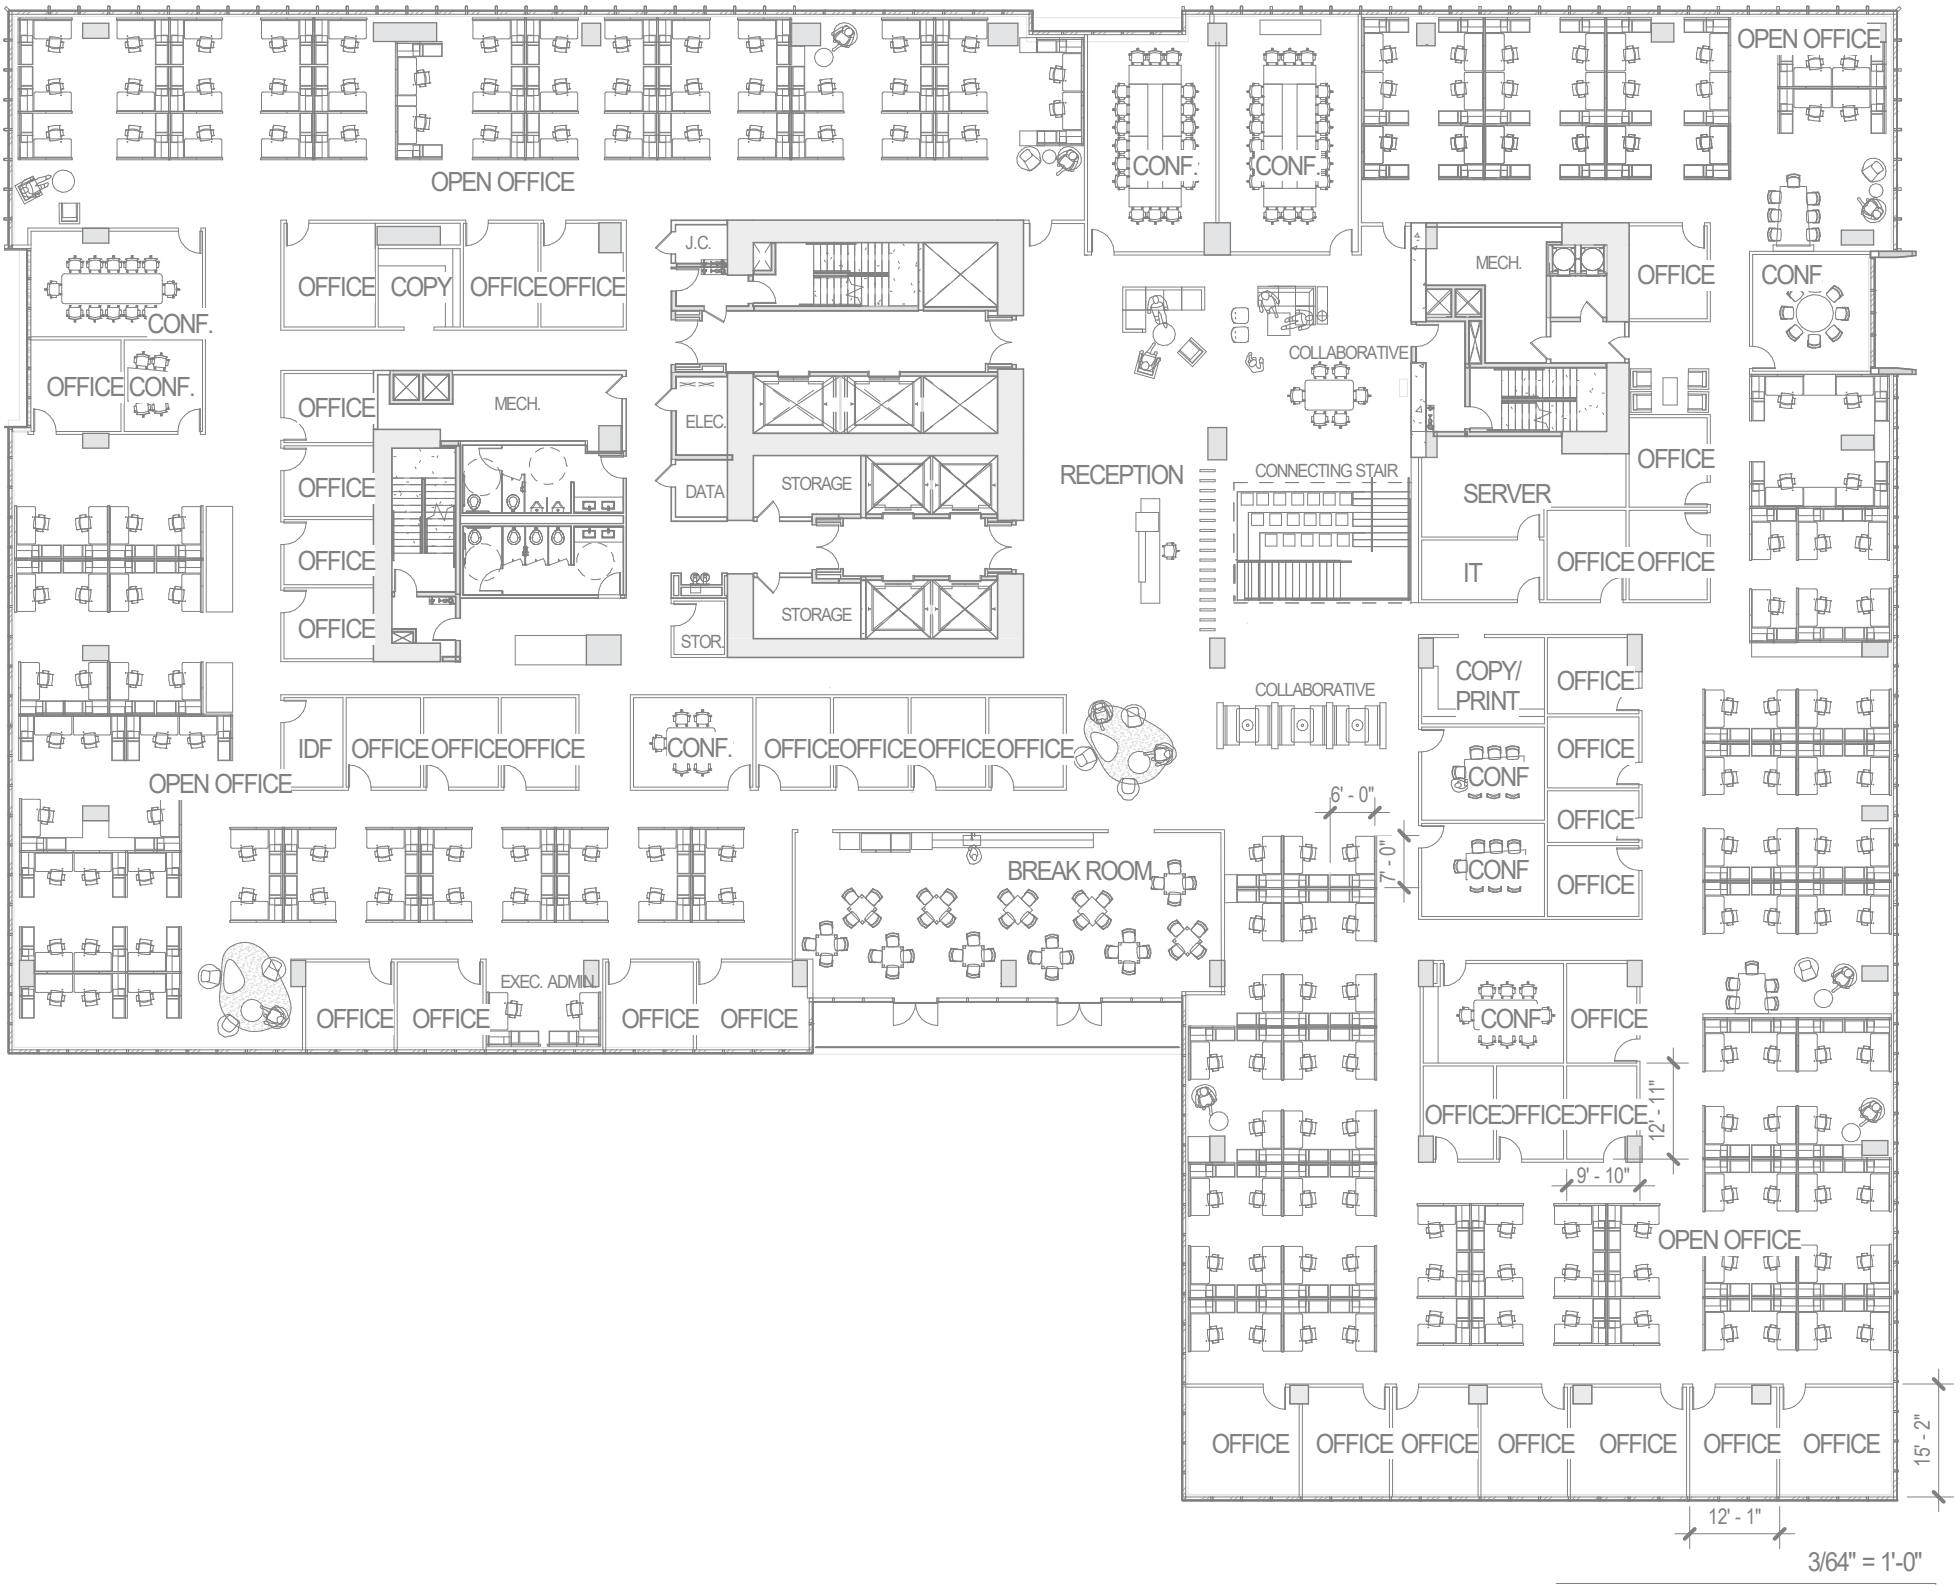 OPEN OFFICE
OPEN OFFICE
CONF.
CONF.
J.C.
OFFICE
COPY
OFFICE
OFFICE
MECH.
OFFICE
CONF
CONF.
COLLABORATIVE
OFFICE
CONF.
OFFICE
MECH.
ELEC.
OFFICE
RECEPTION
CONNECTING STAIR
OFFICE
DATA
STORAGE
SERVER
OFFICE
OFFICE
OFFICE
IT
OFFICE
STORAGE
OFFICE
STOR.
COPY/
PRINT
OFFICE
COLLABORATIVE
IDF
OFFICE
OFFICE
OFFICE
CONF.
OFFICE
OFFICE
OFFICE
OFFICE
OFFICE
CONF
OPEN OFFICE
6' - 0"
OFFICE
7' - 0"
BREAK ROOM
CONF
OFFICE
EXEC. ADMIN.
OFFICE
OFFICE
OFFICE
OFFICE
CONF
OFFICE
OFFICE
OFFICE
OFFICE
12' - 11"
9' - 10"
OPEN OFFICE
OFFICE
OFFICE
OFFICE
OFFICE
OFFICE
OFFICE
OFFICE
15' - 2"
12' - 1"
3/64" = 1'-0"